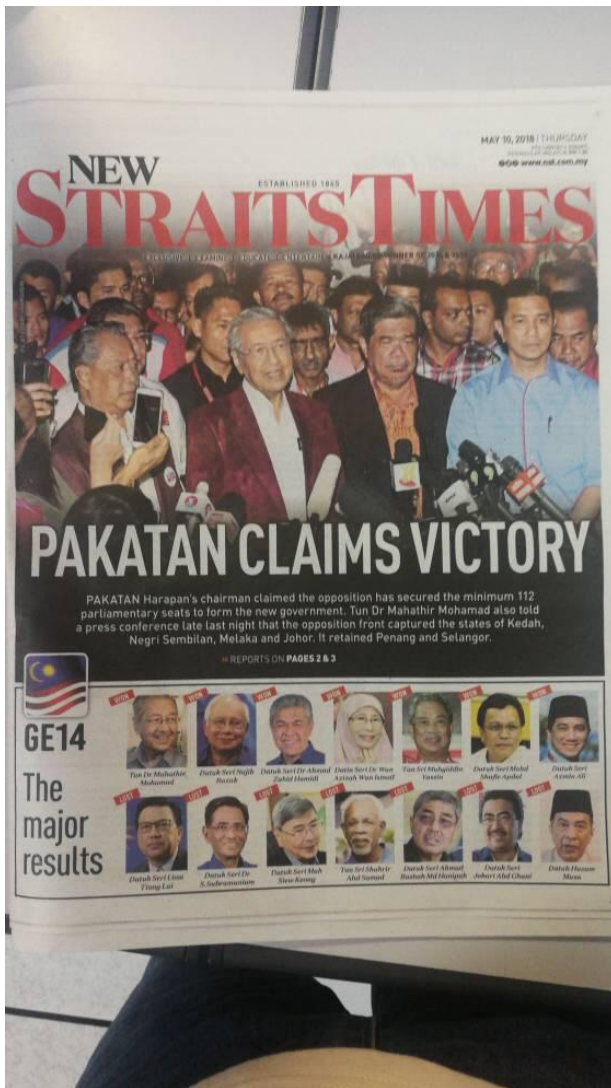 MAY 10, 2018 | THURSDAY
www.nst.com.my
NEW
ESTABLISHED 1845
STRAITS TIMES
PAKATAN CLAIMS VICTORY
PAKATAN Harapan's chairman claimed the opposition has secured the minimum 112
parliamentary seats to form the new government. Tun Dr Mahathir Mohamad also told
a press conference late last night that the opposition front captured the states of Kedah,
Negri Sembilan, Melaka and Johor. It retained Penang and Selangor.
REPORTS ON PAGES 2 & 3
GE14
The
major
results
WON WON WON WON WON WON WON
Tun Dr Mahathir Mohamad
Datuk Seri Najib Razak
Datuk Seri Dr Ahmad Zahid Hamidi
Datin Seri Dr Wan Azizah Wan Ismail
Tan Sri Muhyiddin Yassin
Datuk Seri Mohd Shafie Apdal
Datuk Seri Azmin Ali
LOST LOST LOST LOST LOST LOST LOST
Datuk Seri Liow Tiong Lai
Datuk Seri Dr S. Subramaniam
Datuk Seri Mah Siew Keong
Tan Sri Shahrir Abd Samad
Datuk Seri Ahmad Bashah Md Hanipah
Datuk Seri Johari Abd Ghani
Datuk Hasan Musa